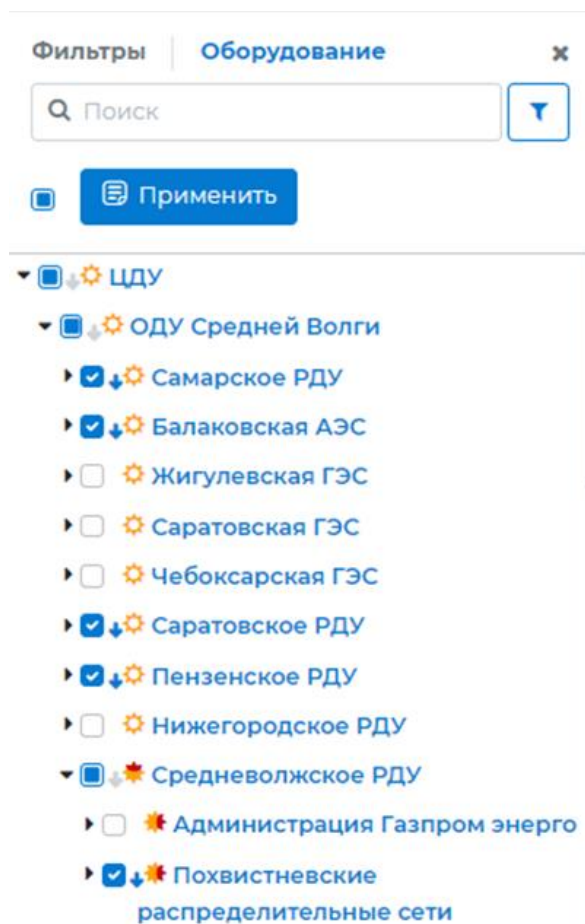 Фильтры Оборудование
Поиск
Применить
ЦДУ
ОДУ Средней Волги
Самарское РДУ
Балаковская АЭС
Жигулевская ГЭС
Саратовская ГЭС
Чебоксарская ГЭС
Саратовское РДУ
Пензенское РДУ
Нижегородское РДУ
Средневолжское РДУ
Администрация Газпром энерго
Похвистневские
распределительные сети